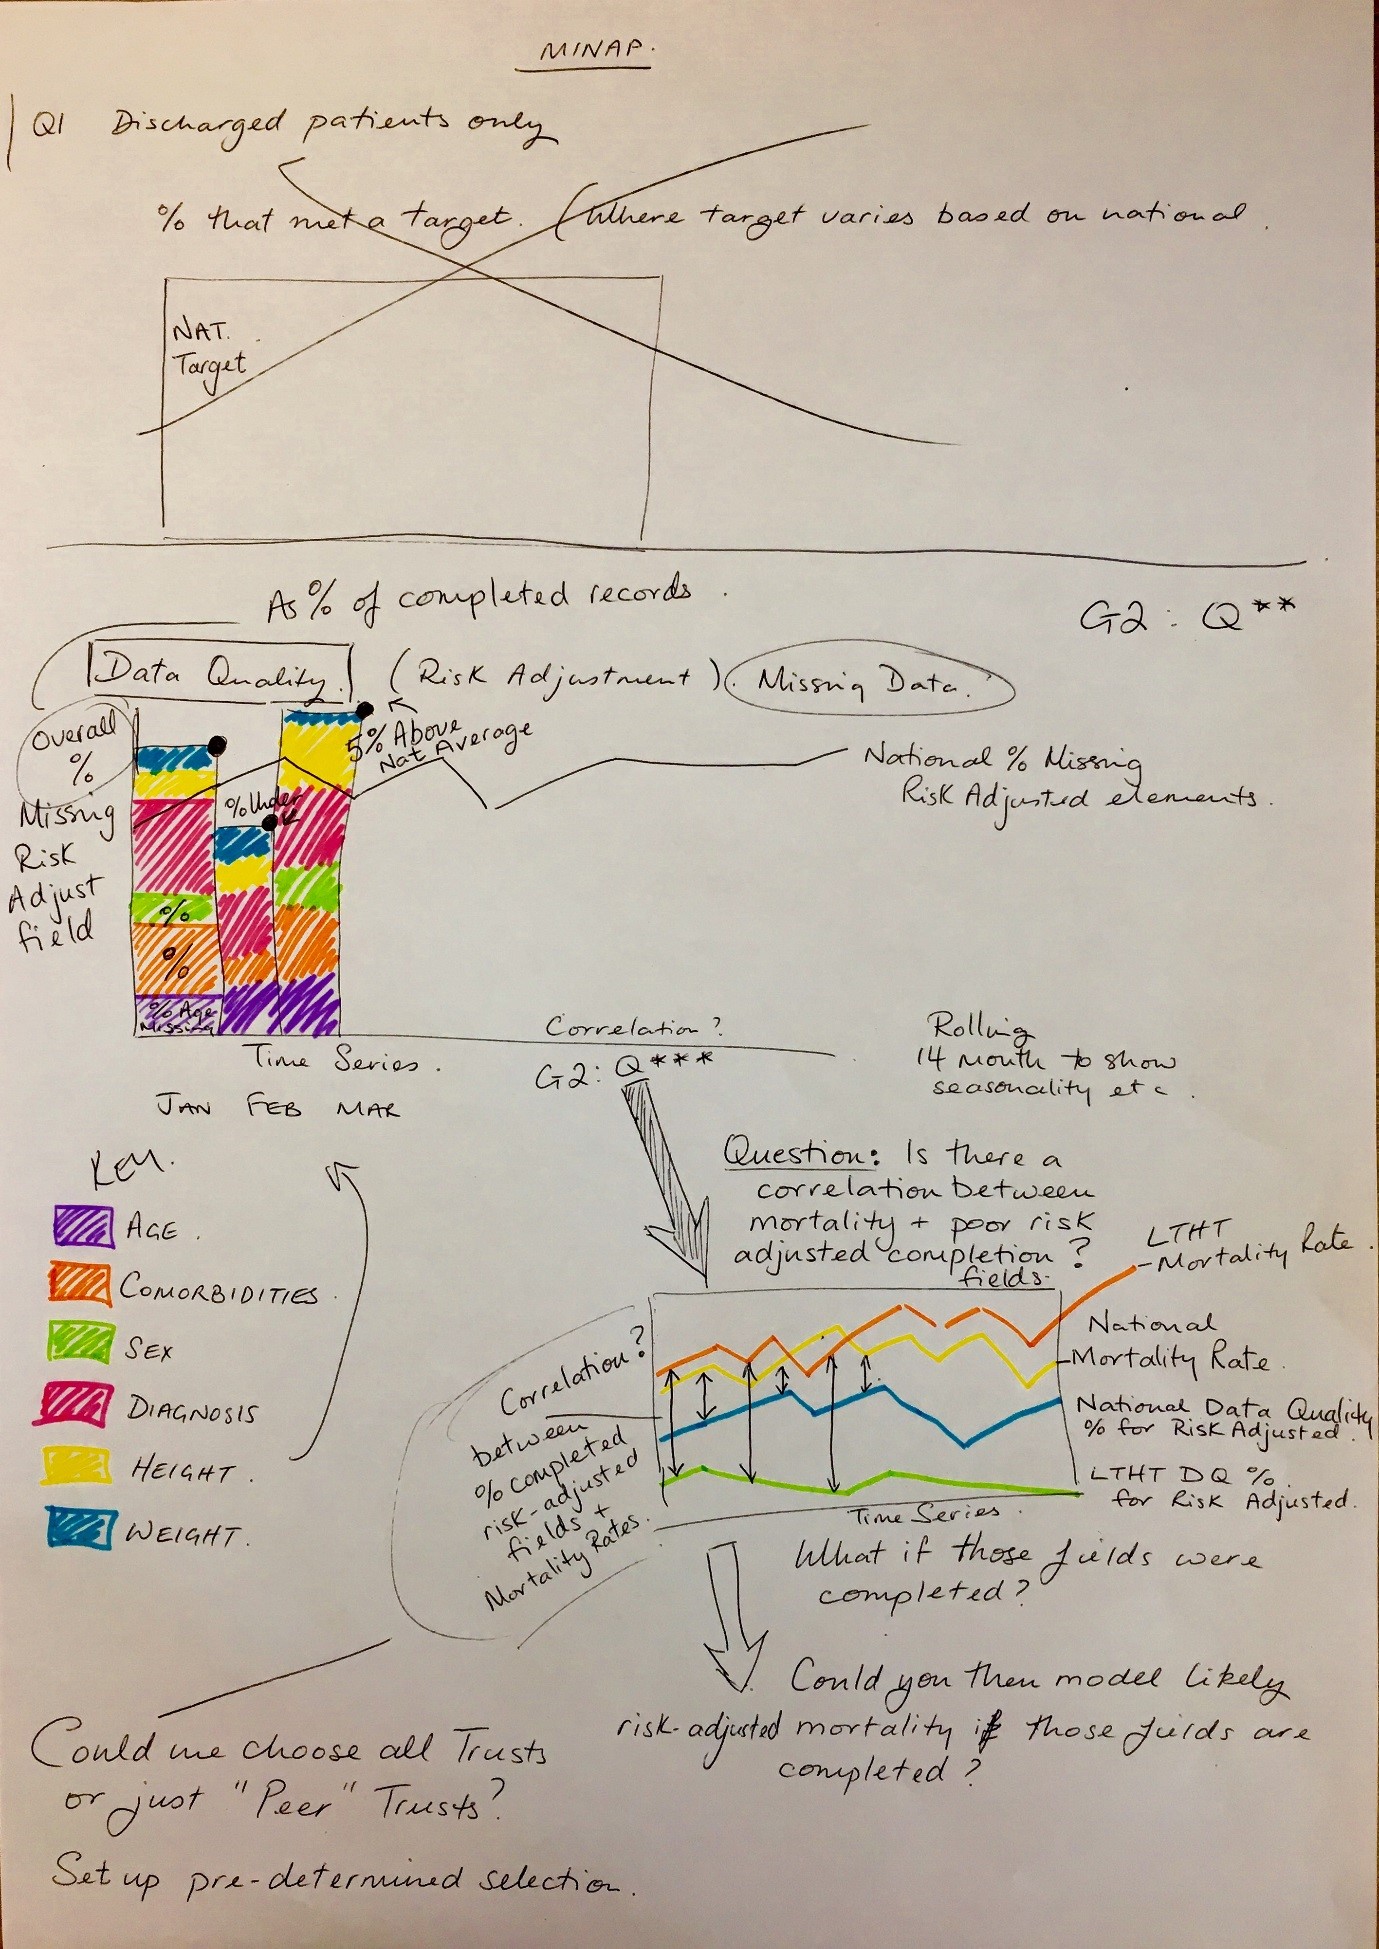 MINAP.
Q1 Discharged patients only
% that met a target. (Where target varies based on national.
NAT.
Target
As % of completed records.
G2: Q**
Data Quality. (Risk Adjustment). Missing Data.
Overall
%
Missing
Risk
Adjust
field
5% Above
Nat Average
% Under
National % Missing
Risk Adjusted elements.
%
%
% Age
Missing
Time Series.
JAN FEB MAR
Correlation?
G2: Q***
Rolling
14 month to show
seasonality etc.
KEY.
AGE.
COMORBIDITIES.
SEX
DIAGNOSIS
HEIGHT.
WEIGHT.
Question: Is there a
correlation between
mortality + poor risk
adjusted completion?
fields.
LTHT
Mortality Rate.
National
Mortality Rate.
National Data Quality
% for Risk Adjusted.
LTHT DQ %
for Risk Adjusted.
Correlation?
between
% completed
risk-adjusted
fields +
Mortality Rates.
Time Series.
What if those fields were
completed?
Could you then model likely
risk-adjusted mortality if those fields are
completed?
Could we choose all Trusts
or just "Peer" Trusts?
Set up pre-determined selection.